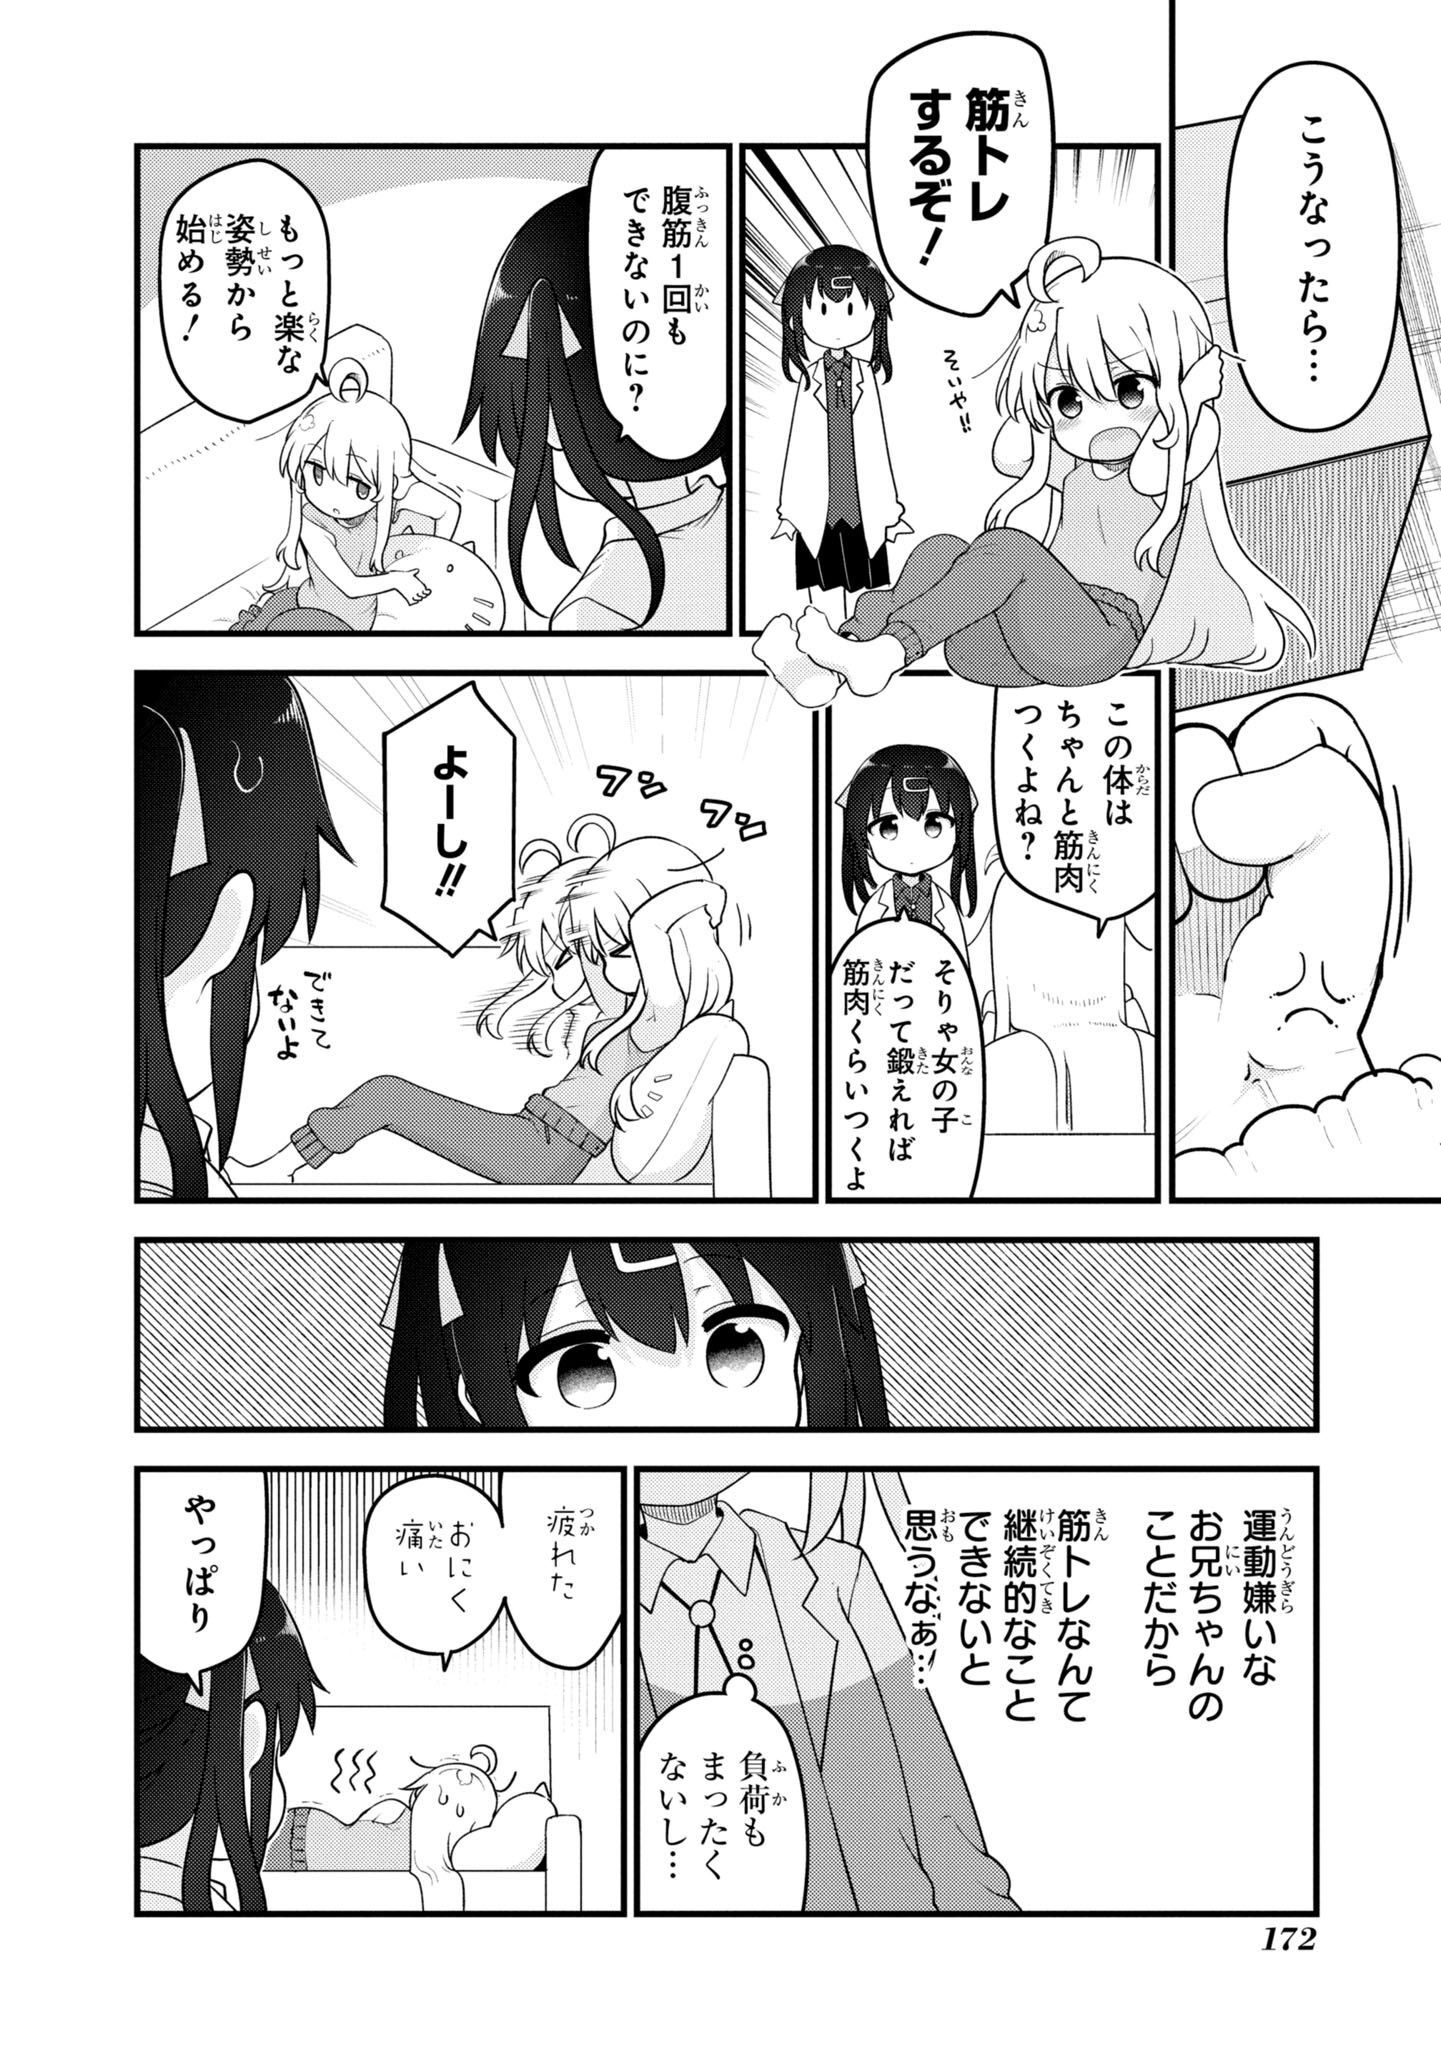 こうなったら…
筋トレ
するぞ！
そいや!!
腹筋1回も
できないのに？
もっと楽な
姿勢から
始める！
この体は
ちゃんと筋肉
つくよね？
そりゃ女の子
だって鍛えれば
筋肉くらいつくよ
フン
フン
フン
よーし!!
できて
ないよ
運動嫌いな
お兄ちゃんの
ことだから
筋トレなんて
継続的なこと
できないと
思うなぁ…
負荷も
まったく
ないし…
疲れた
おにく
痛い
やっぱり
172